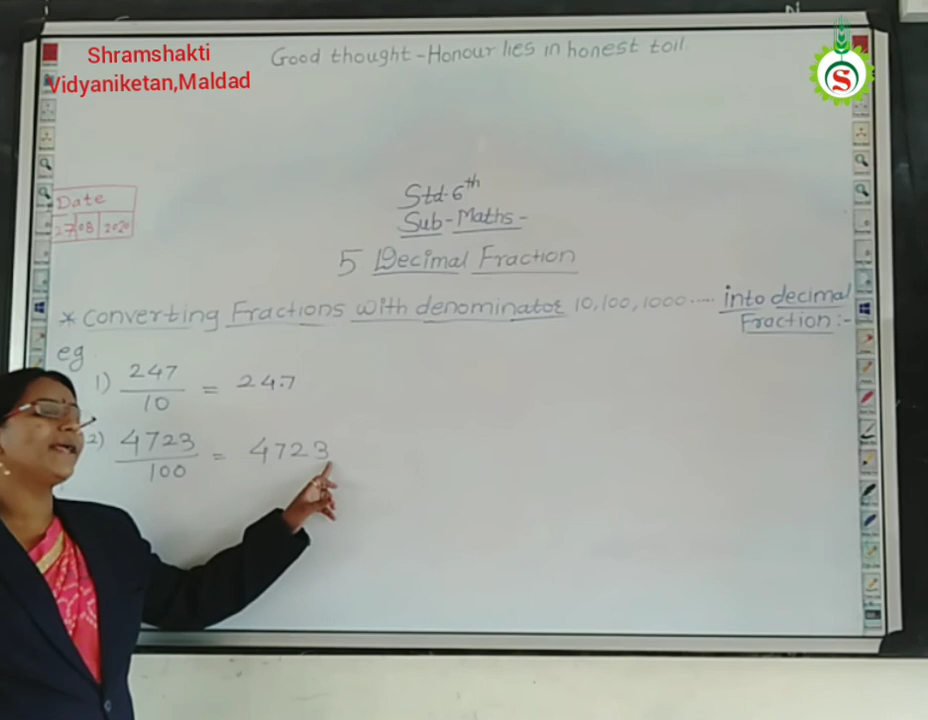 Shramshakti
Vidyaniketan,Maldad
S
Good thought - Honour lies in honest toil
Date
27 08 2020
Std. 6th
Sub - Maths -
5 Decimal Fraction
* Converting Fractions with denominator 10, 100, 1000 .... into decimal
Fraction :-
eg
1) 247/10 = 24.7
2) 4723/100 = 4723